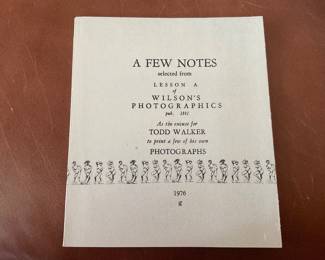 A FEW NOTES
selected from
LESSON A
of
WILSON'S
PHOTOGRAPHICS
pub. 1881
As the excuse for
TODD WALKER
to print a few of his own
PHOTOGRAPHS
1976
g